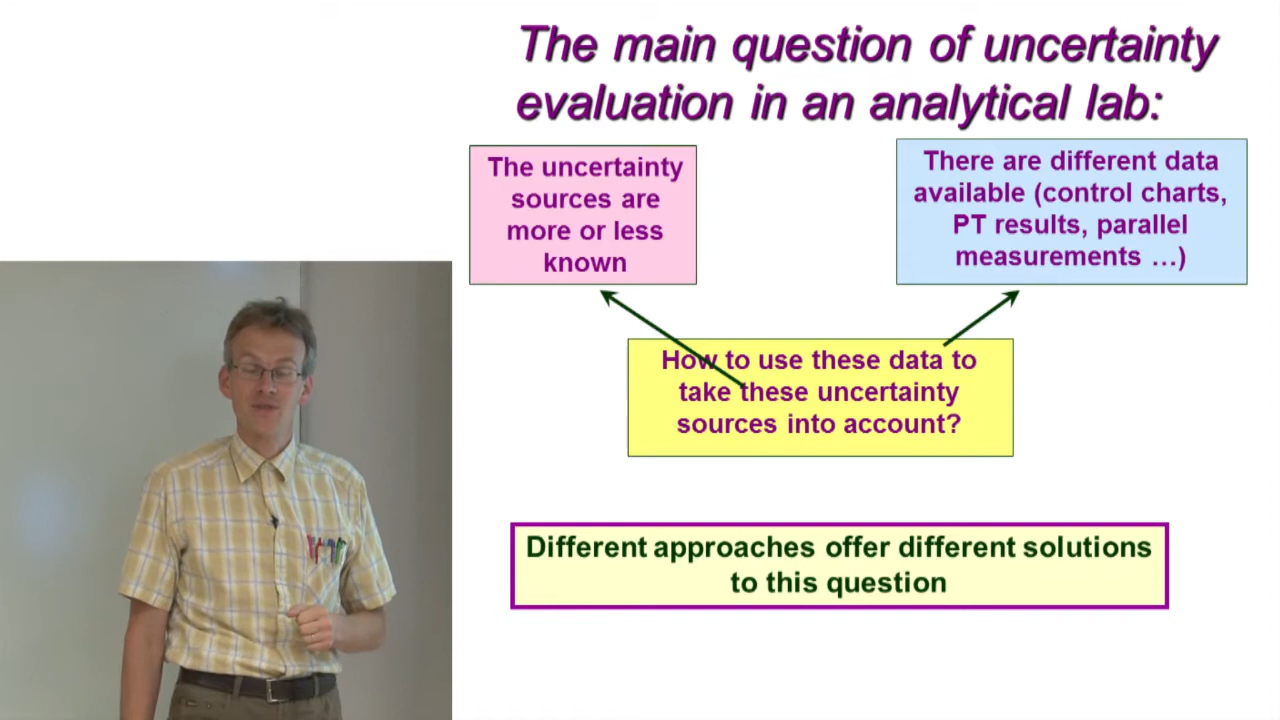 The main question of uncertainty
evaluation in an analytical lab:
The uncertainty
sources are
more or less
known
There are different data
available (control charts,
PT results, parallel
measurements …)
How to use these data to
take these uncertainty
sources into account?
Different approaches offer different solutions
to this question